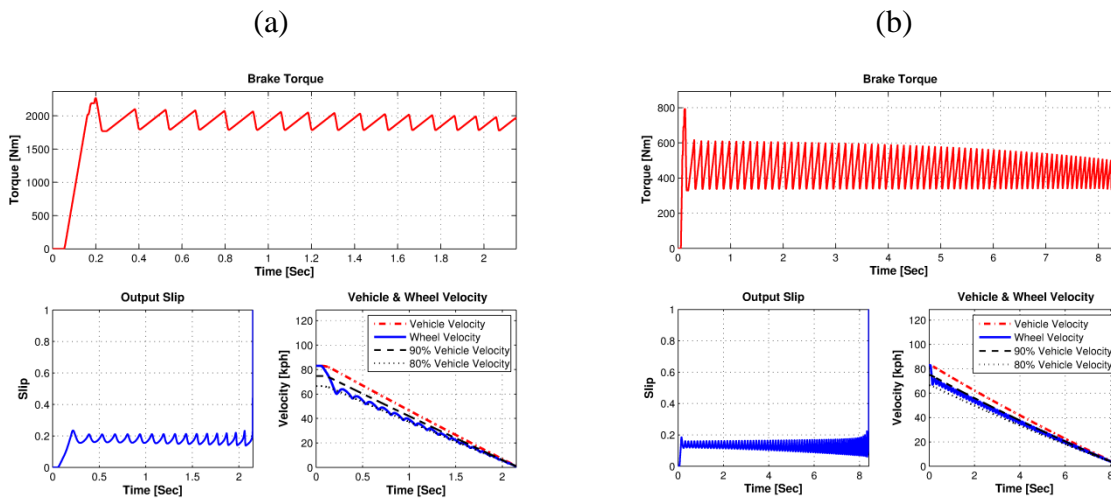 (a)
(b)
Brake Torque
Torque [Nm]
2000
1500
1000
500
0
0 0.2 0.4 0.6 0.8 1 1.2 1.4 1.6 1.8 2
Time [Sec]
Output Slip
Slip
1
0.8
0.6
0.4
0.2
0
0 0.5 1 1.5 2
Time [Sec]
Vehicle & Wheel Velocity
Velocity [kph]
120
100
80
60
40
20
0
0 0.5 1 1.5 2
Time [Sec]
Vehicle Velocity
Wheel Velocity
90% Vehicle Velocity
80% Vehicle Velocity
Brake Torque
Torque [Nm]
800
600
400
200
0
0 1 2 3 4 5 6 7 8
Time [Sec]
Output Slip
Slip
1
0.8
0.6
0.4
0.2
0
0 2 4 6 8
Time [Sec]
Vehicle & Wheel Velocity
Velocity [kph]
120
100
80
60
40
20
0
0 2 4 6 8
Time [Sec]
Vehicle Velocity
Wheel Velocity
90% Vehicle Velocity
80% Vehicle Velocity